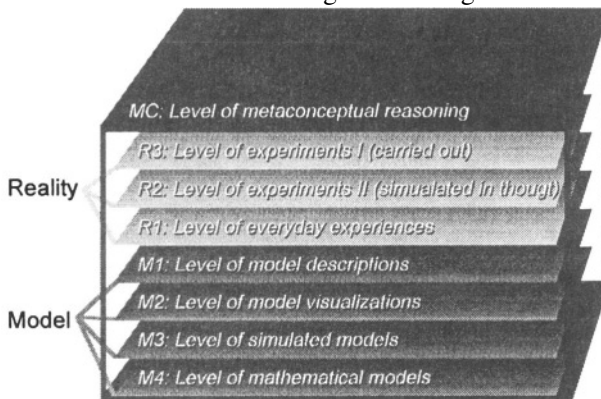 MC: Level of metaconceptual reasoning
R3: Level of experiments I (carried out)
Reality
R2: Level of experiments II (simualated in thougt)
R1: Level of everyday experiences
M1: Level of model descriptions
M2: Level of model visualizations
Model
M3: Level of simulated models
M4: Level of mathematical models